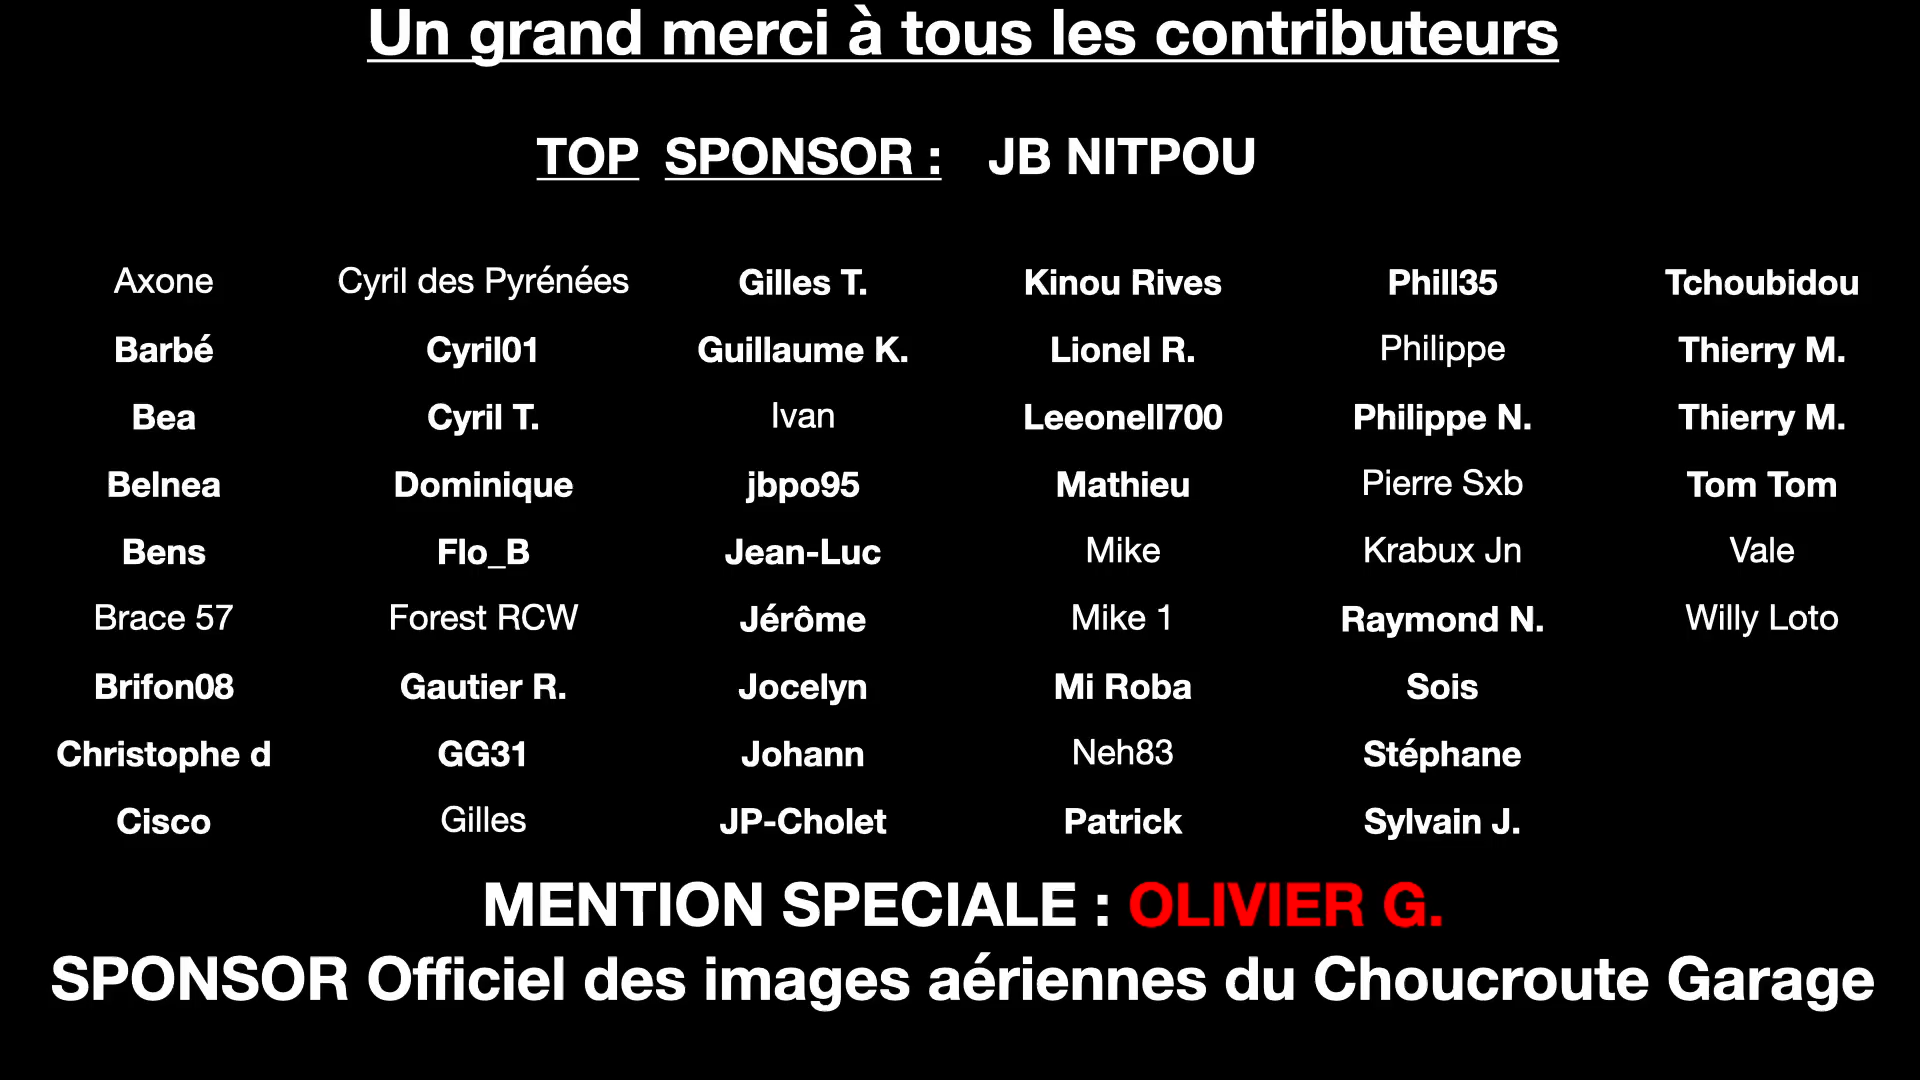 Un grand merci à tous les contributeurs
TOP SPONSOR : JB NITPOU
Axone Cyril des Pyrénées Gilles T. Kinou Rives Phill35 Tchoubidou
Barbé Cyril01 Guillaume K. Lionel R. Philippe Thierry M.
Bea Cyril T. Ivan Leeonell700 Philippe N. Thierry M.
Belnea Dominique jbpo95 Mathieu Pierre Sxb Tom Tom
Bens Flo_B Jean-Luc Mike Krabux Jn Vale
Brace 57 Forest RCW Jérôme Mike 1 Raymond N. Willy Loto
Brifon08 Gautier R. Jocelyn Mi Roba Sois
Christophe d GG31 Johann Neh83 Stéphane
Cisco Gilles JP-Cholet Patrick Sylvain J.
MENTION SPECIALE : OLIVIER G.
SPONSOR Officiel des images aériennes du Choucroute Garage